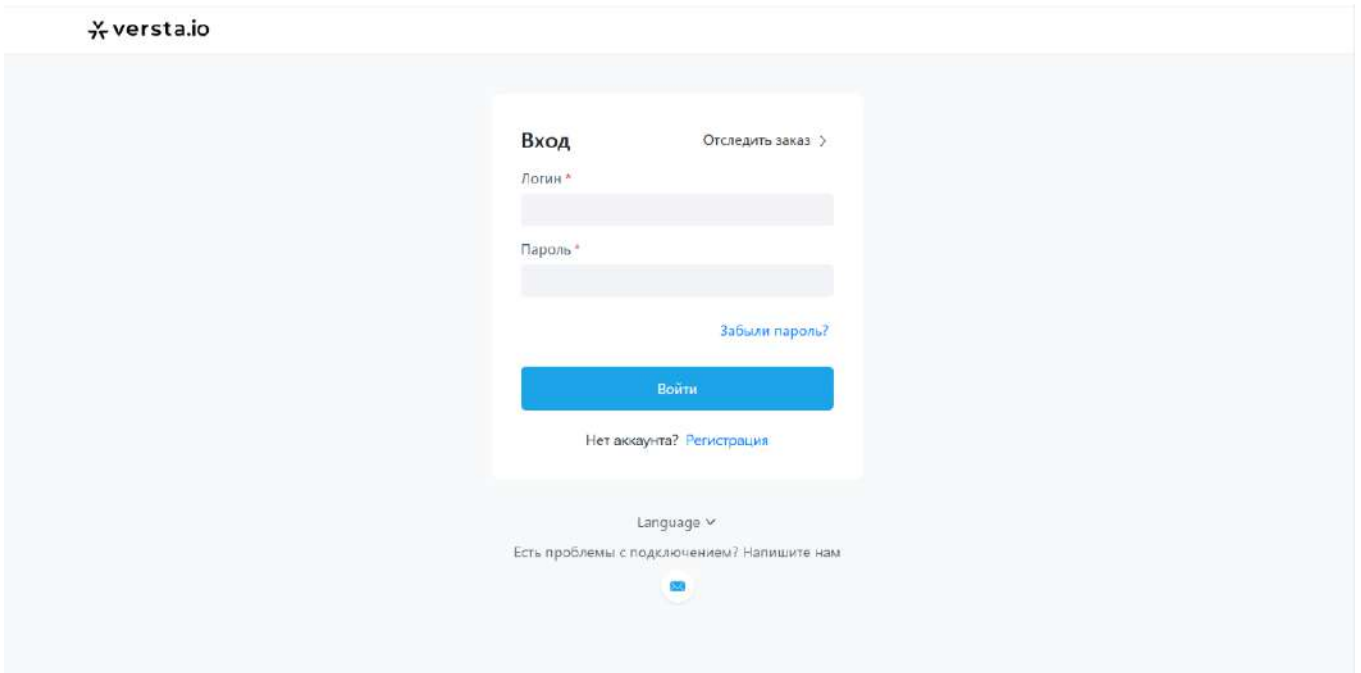 versta.io
Вход
Отследить заказ >
Логин *
Пароль *
Забыли пароль?
Войти
Нет аккаунта? Регистрация
Language
Есть проблемы с подключением? Напишите нам